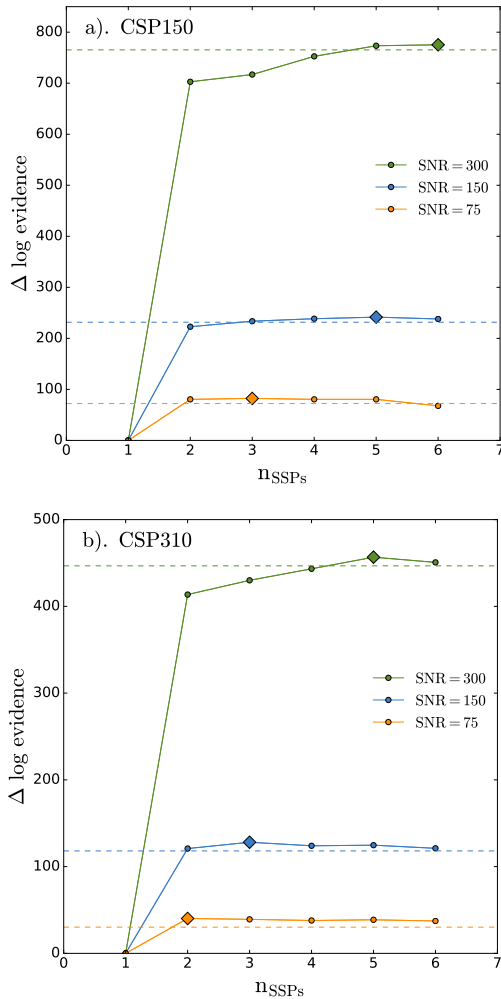 a). CSP150
800
700
600
500
400
300
200
100
0
Δ log evidence
SNR = 300
SNR = 150
SNR = 75
0 1 2 3 4 5 6 7
nSSPs
b). CSP310
500
400
300
200
100
0
Δ log evidence
SNR = 300
SNR = 150
SNR = 75
0 1 2 3 4 5 6 7
nSSPs